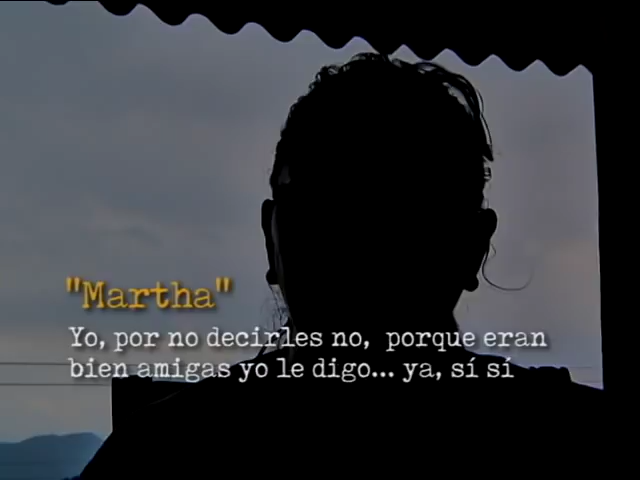 "Martha"
Yo, por no decirles no, porque eran
bien amigas yo le digo... ya, sí sí